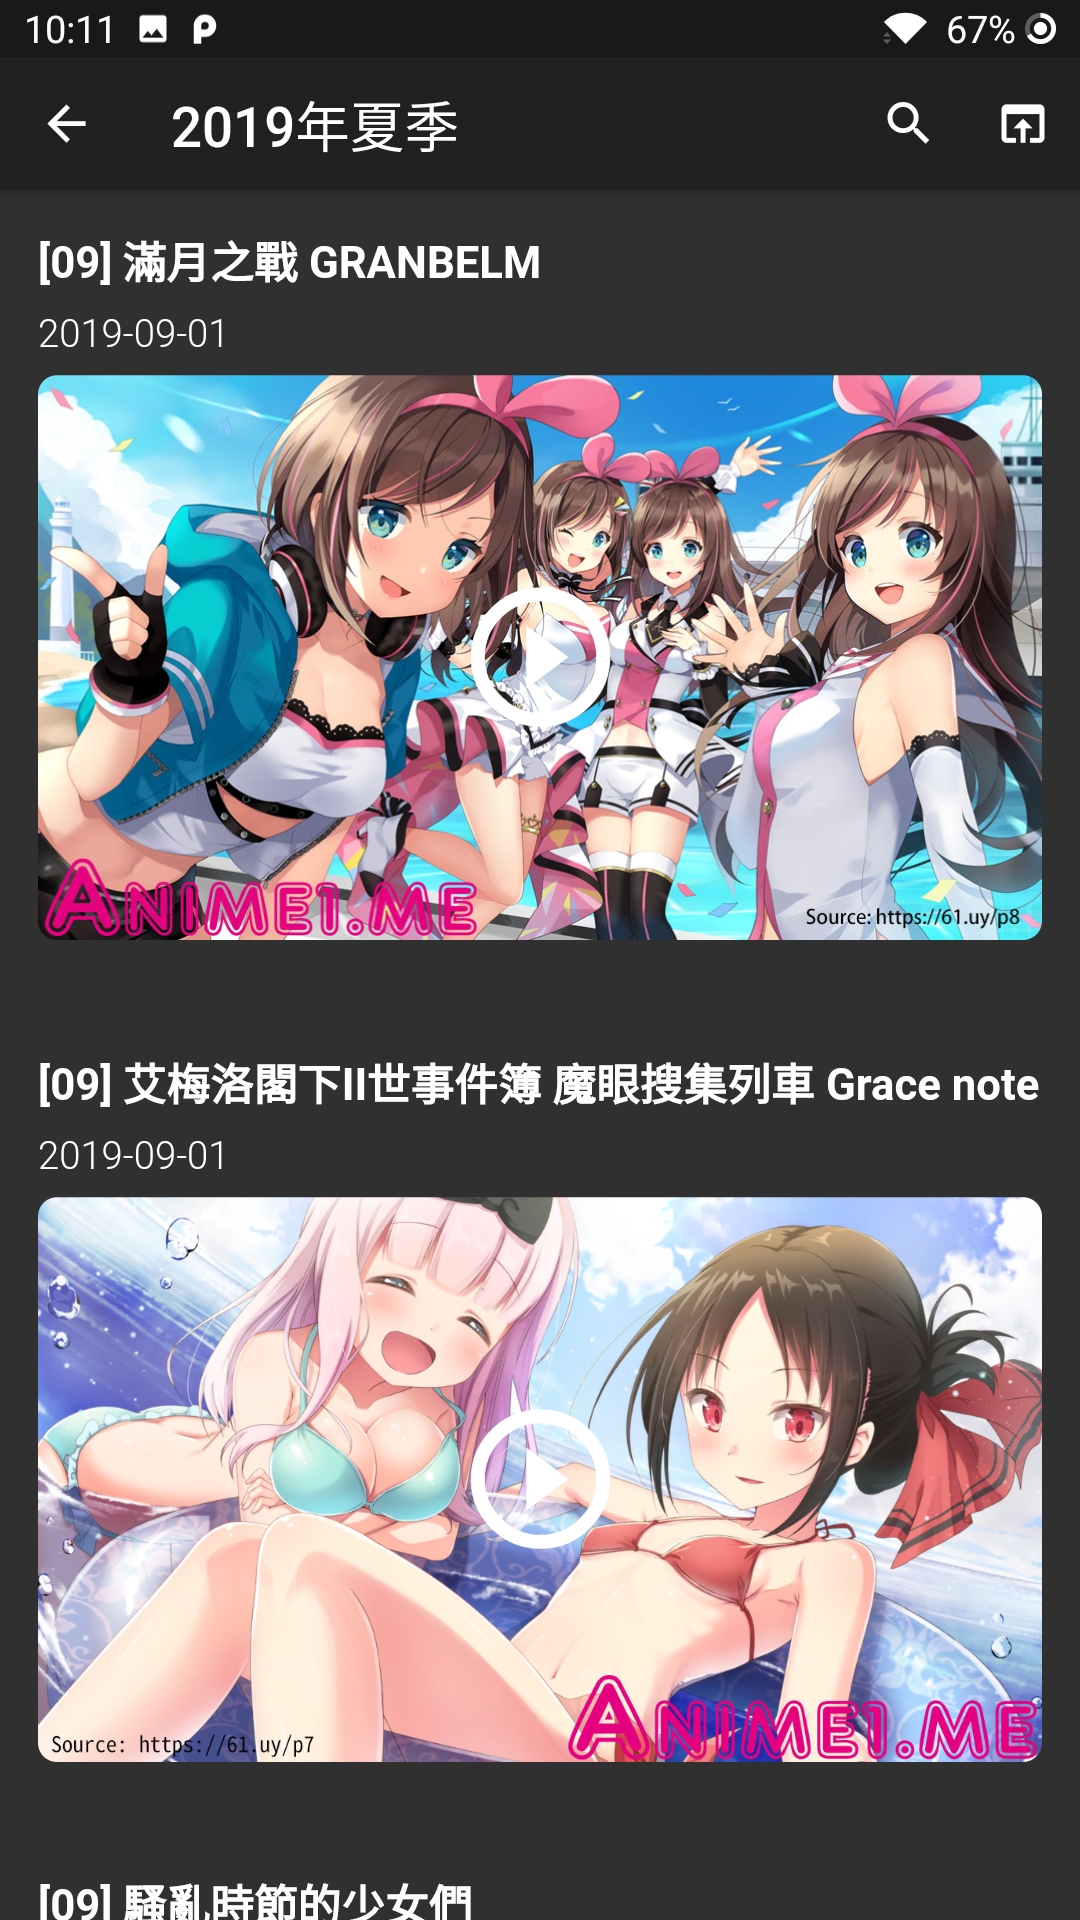 10:11
67%
2019年夏季
[09] 滿月之戰 GRANBELM
2019-09-01
ANIME1.ME
Source: https://61.uy/p8
[09] 艾梅洛閣下II世事件簿 魔眼搜集列車 Grace note
2019-09-01
Source: https://61.uy/p7
ANIME1.ME
[09] 騷亂時節的少女們